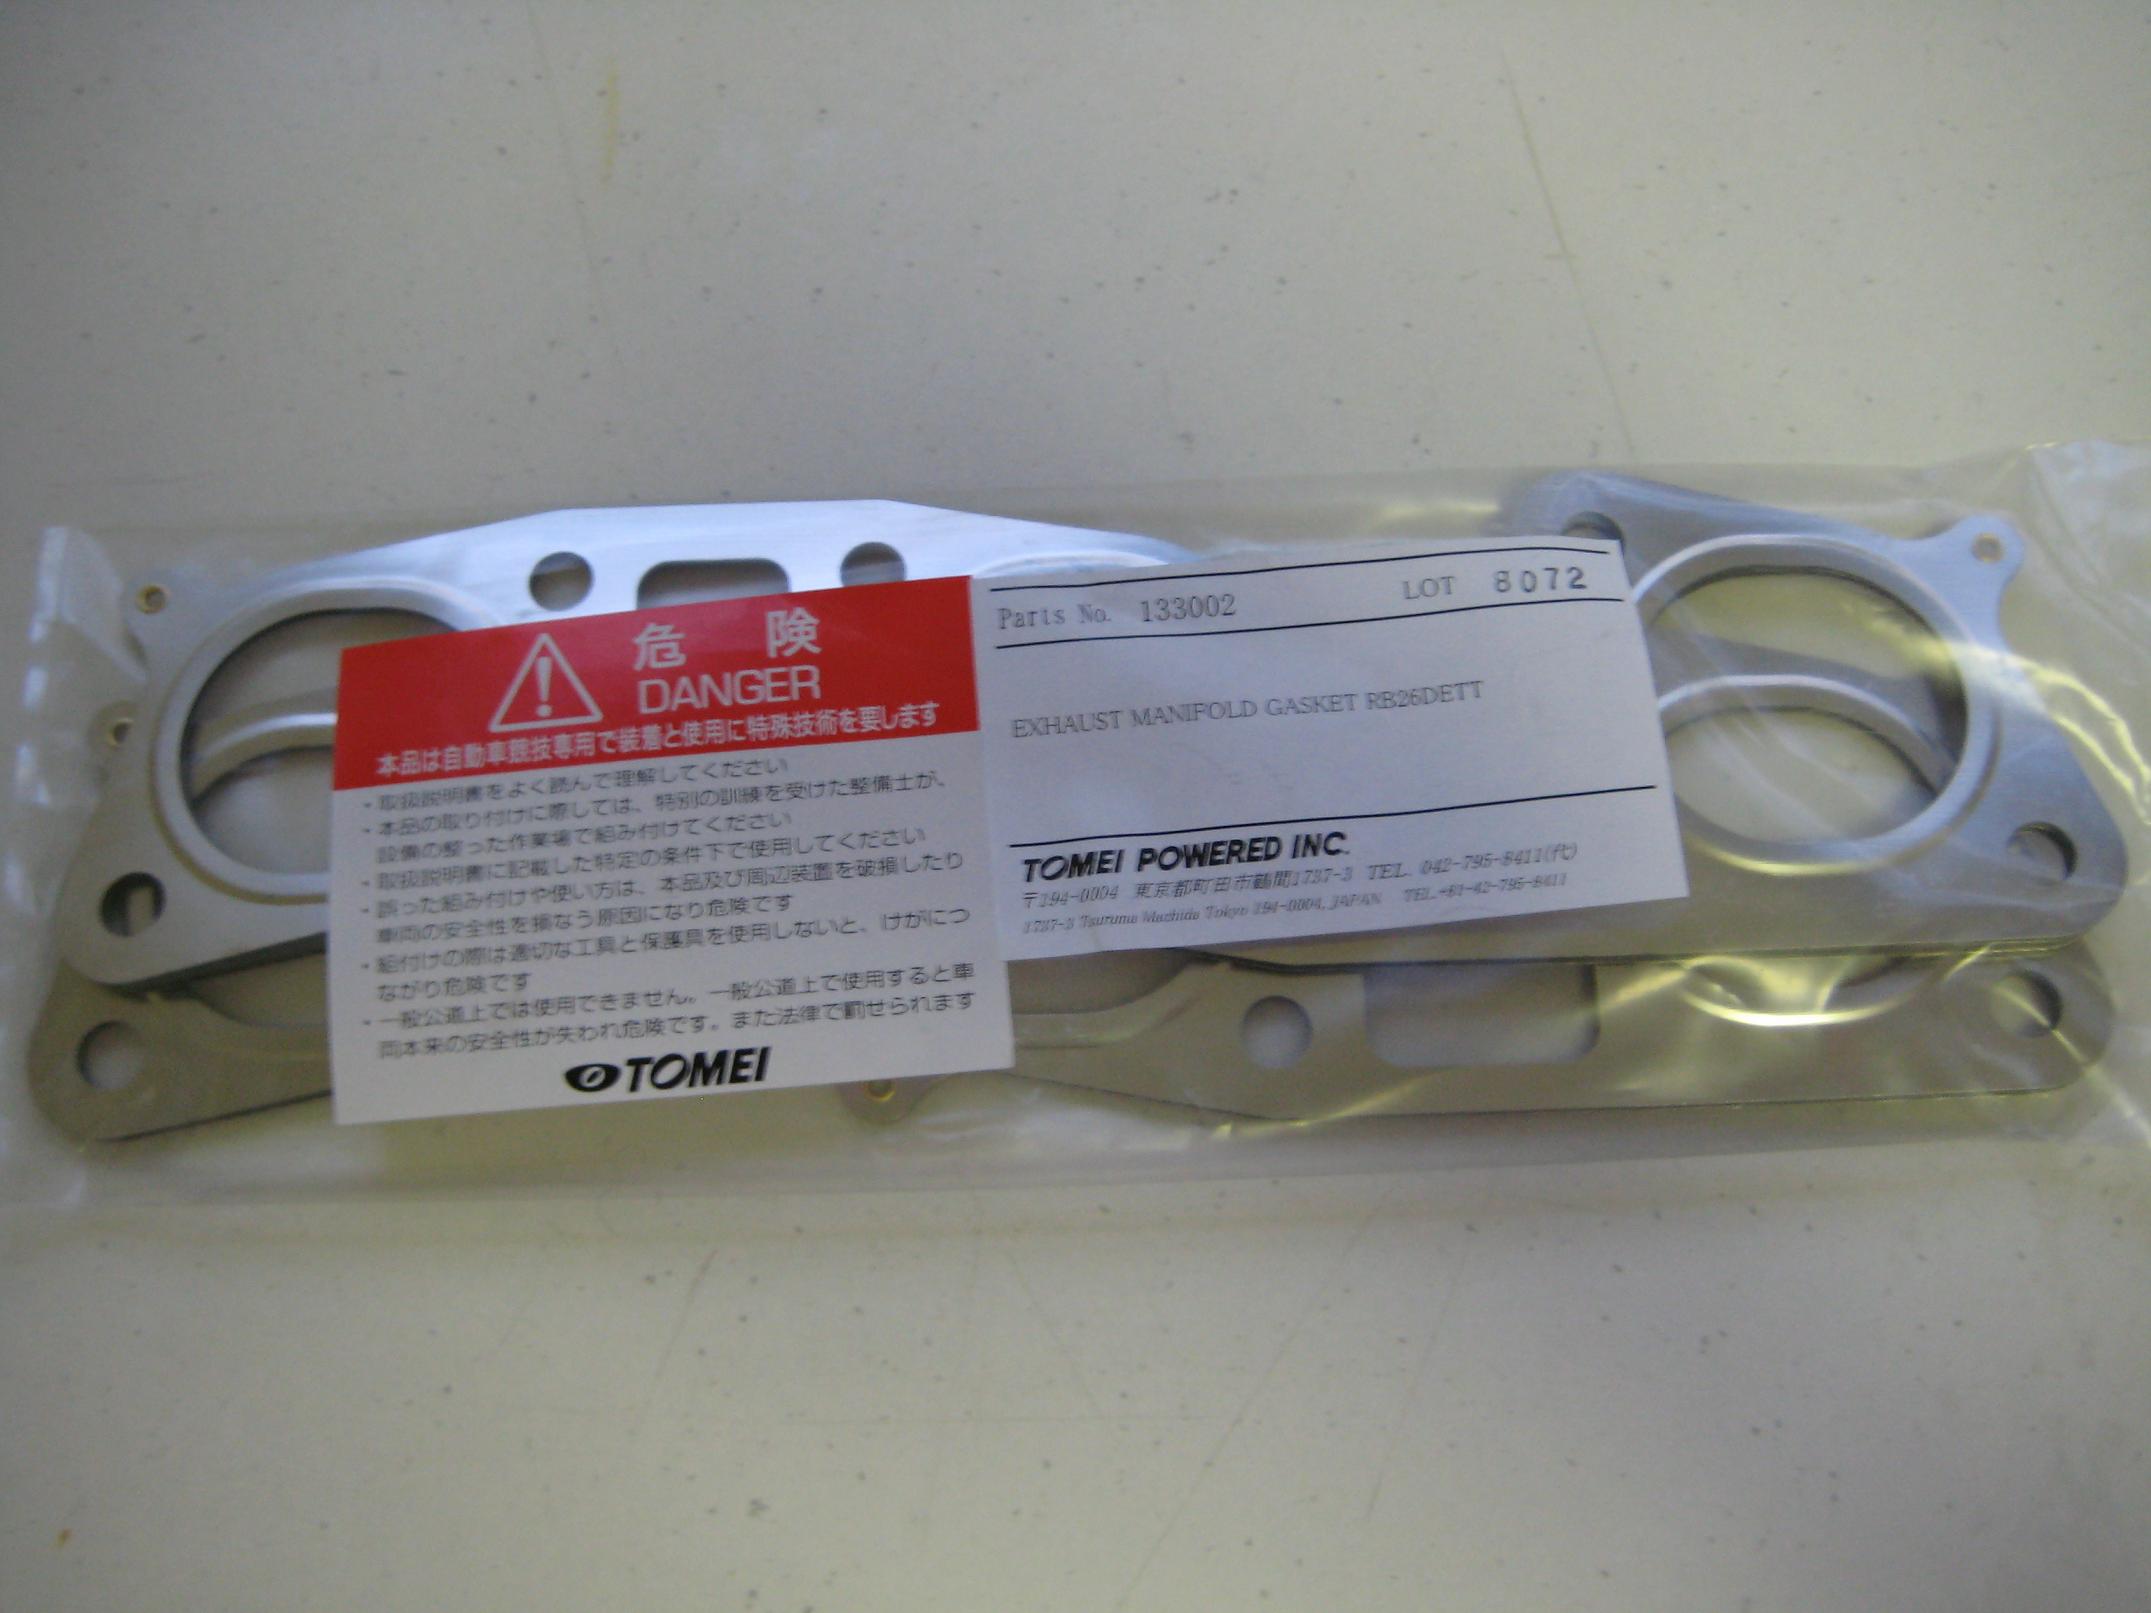 危 険
DANGER
本品は自動車競技専用で装着と使用に特殊技術を要します
・取扱説明書をよく読んで理解してください
・本品の取り付けに際しては、特別の訓練を受けた整備士が、
設備の整った作業場で組み付けてください
・取扱説明書に記載した特定の条件下で使用してください
・誤った組み付けや使い方は、本品及び周辺装置を破損したり
車両の安全性を損なう原因になり危険です
・組付けの際は適切な工具と保護具を使用しないと、けがにつ
ながり危険です
・一般公道上では使用できません。一般公道上で使用すると車
両本来の安全性が失われ危険です。また法律で罰せられます
TOMEI
Parts No. 133002 LOT 8072
EXHAUST MANIFOLD GASKET RB26DETT
TOMEI POWERED INC.
〒194-0004 東京都町田市鶴間1737-3 TEL. 042-795-8411(代)
1737-3 Tsuruma Machida Tokyo 194-0004, JAPAN TEL.+81-42-795-8411